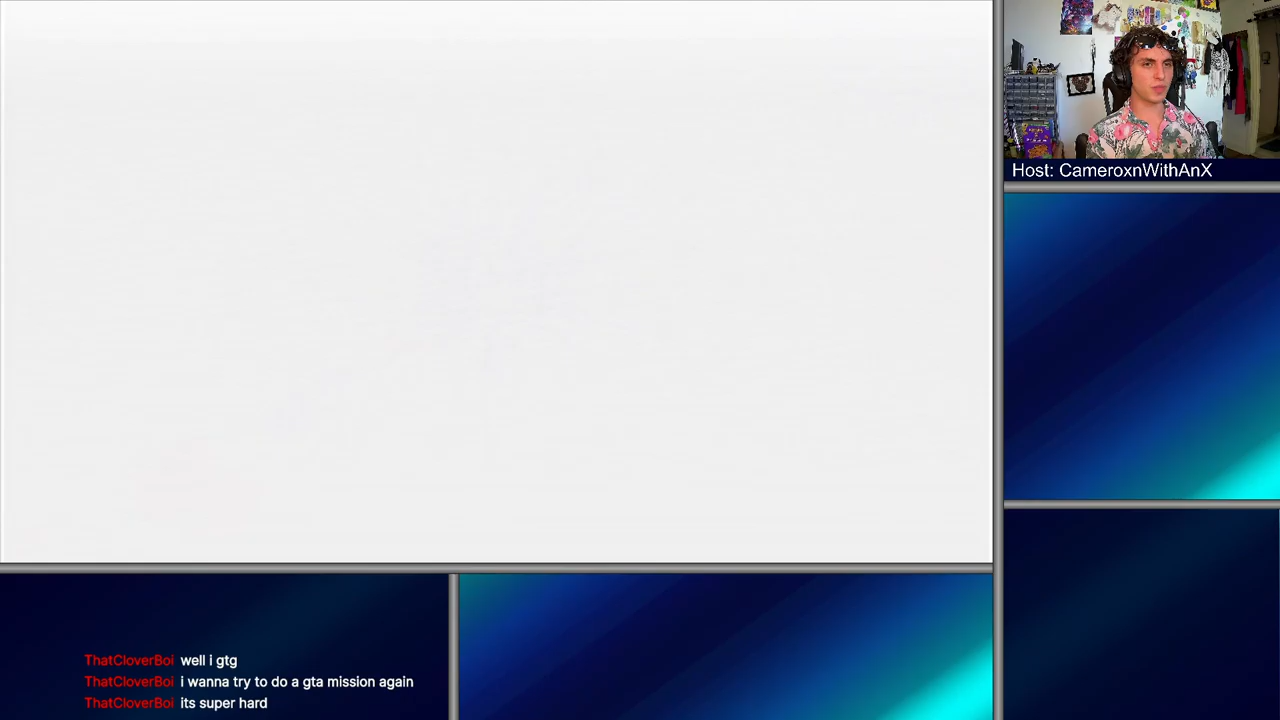 Host: CameroxnWithAnX
ThatCloverBoi well i gtg
ThatCloverBoi i wanna try to do a gta mission again
ThatCloverBoi its super hard